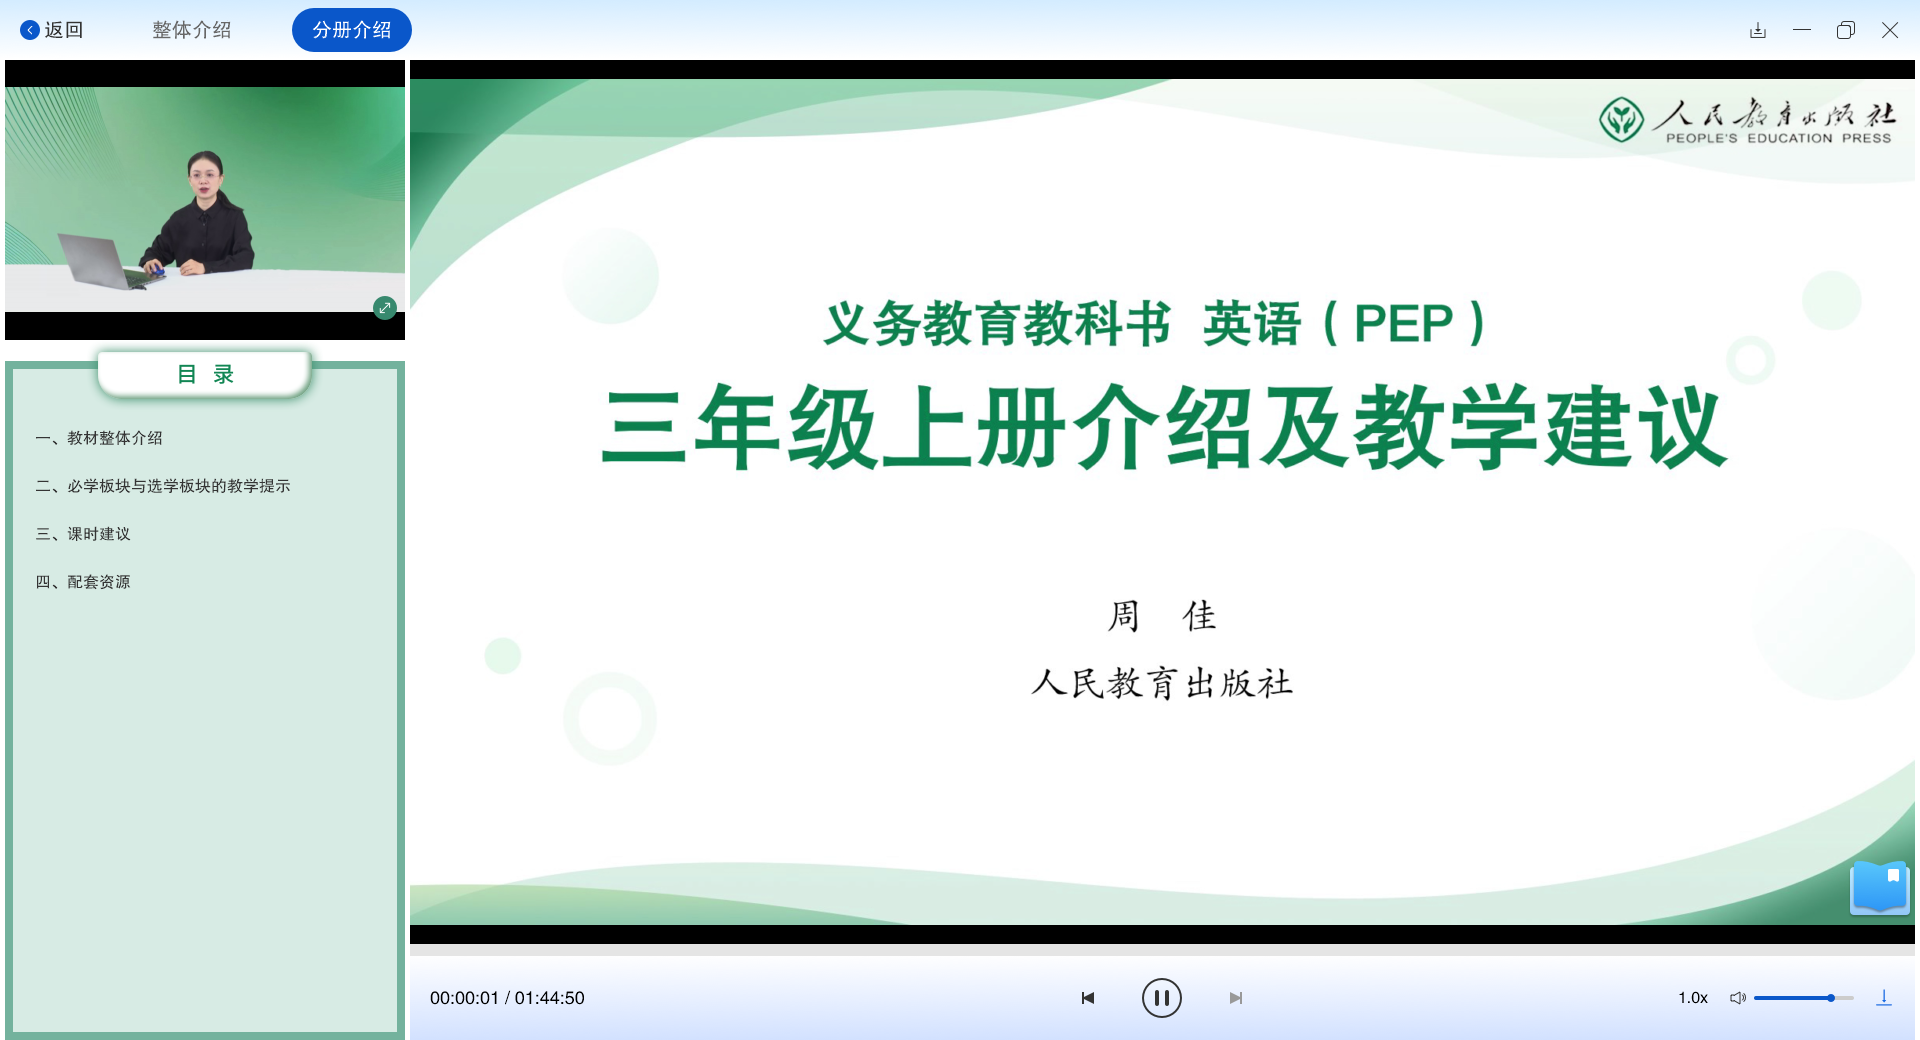 返回
整体介绍
分册介绍
人民教育出版社
PEOPLE'S EDUCATION PRESS
目 录
一、教材整体介绍
二、必学板块与选学板块的教学提示
三、课时建议
四、配套资源
义务教育教科书 英语（PEP）
三年级上册介绍及教学建议
周 佳
人民教育出版社
00:00:01 / 01:44:50
1.0x